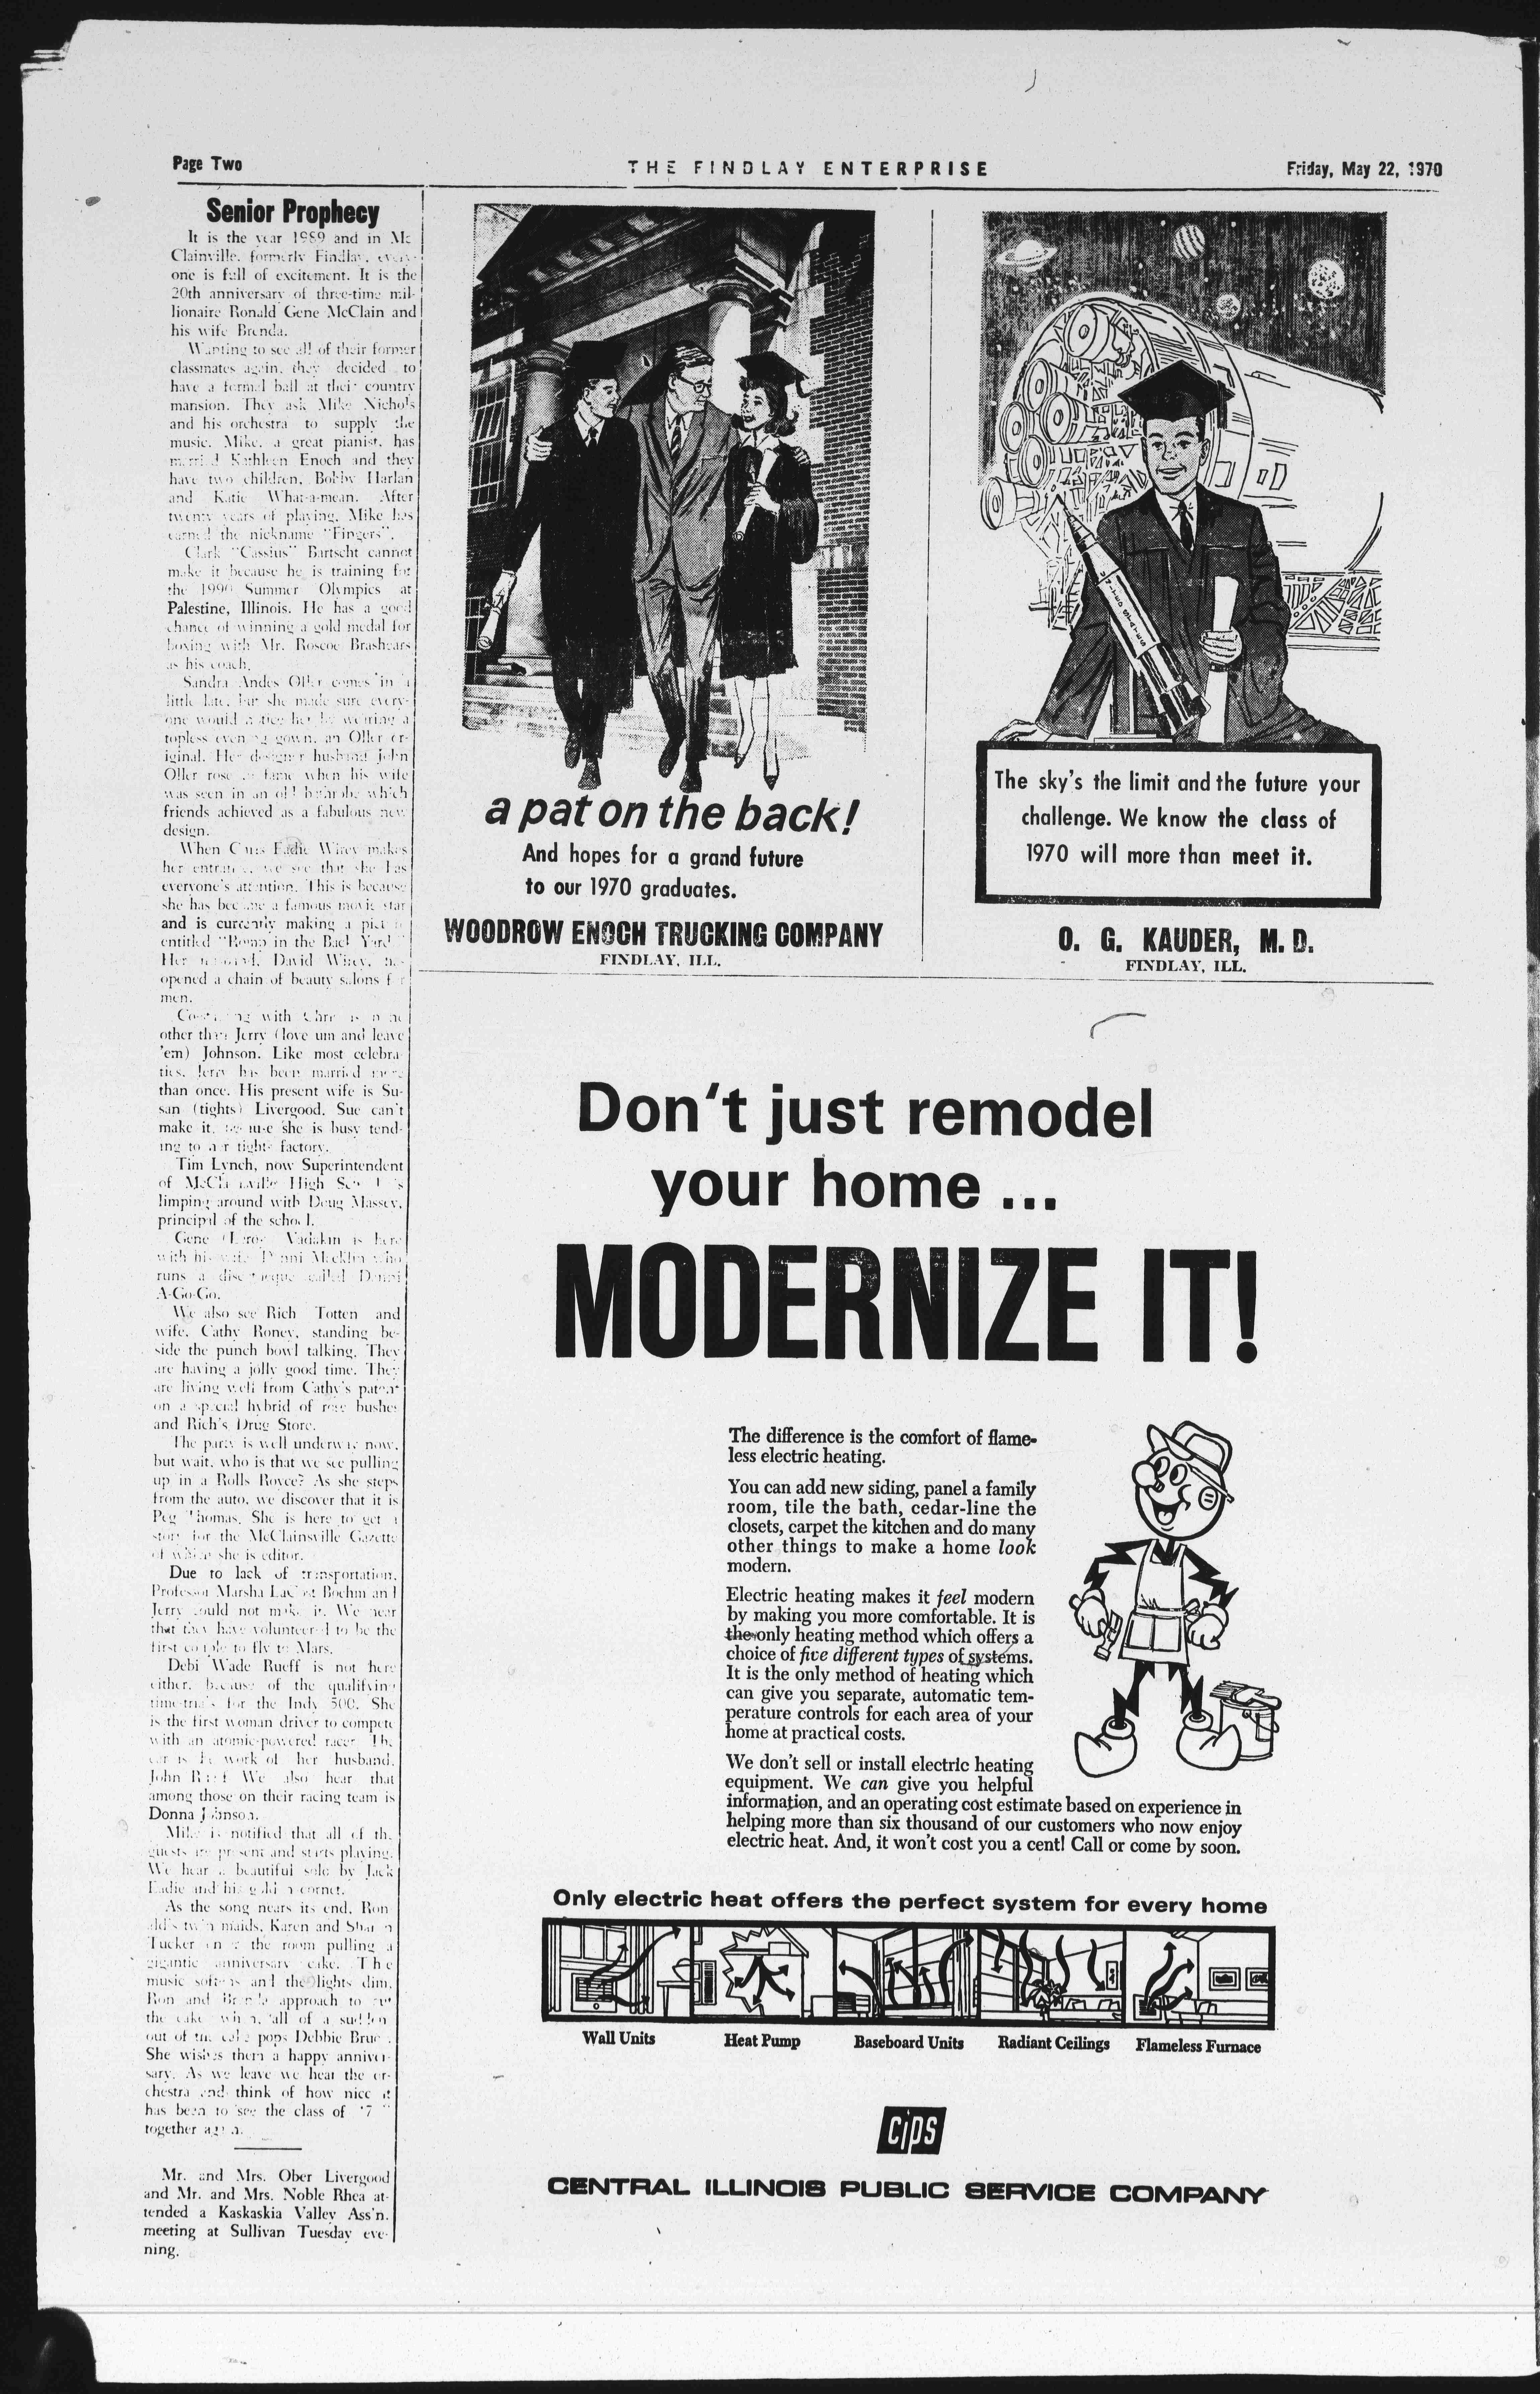 Page Two
THE FINDLAY ENTERPRISE
Friday, May 22, 1970
Senior Prophecy
It is the year 1989 and in Mc
Clainville, formerly Findlay, every-
one is full of excitement. It is the
20th anniversary of three-time mil-
lionaire Ronald Gene McClain and
his wife Brenda.
Wanting to see all of their former
classmates again, they decided to
have a formal ball at their country
mansion. They ask Mike Nichols
and his orchestra to supply the
music. Mike, a great pianist, has
married Kathleen Enoch and they
have two children, Bobby Harlan
and Katie What-a-mean. After
twenty years of playing, Mike has
earned the nickname "Fingers".
Clark "Cassius" Bartscht cannot
make it because he is training for
the 1990 Summer Olympics at
Palestine, Illinois. He has a good
chance of winning a gold medal for
boxing with Mr. Roscoe Brashears
as his coach.
Sandra Andes Oller comes in a
little late, but she made sure every-
one would notice her by wearing a
topless evening gown, an Oller or-
iginal. Her designer husband John
Oller rose to fame when his wife
was seen in an old bathrobe which
friends achieved as a fabulous new
design.
When Chris Eadie Wirey makes
her entrance, we see that she has
everyone's attention. This is because
she has become a famous movie star
and is currently making a picture
entitled "Romp in the Back Yard."
Her husband, David Wirey, has
opened a chain of beauty salons for
men.
Co-starring with Chris is none
other than Jerry (love um and leave
'em) Johnson. Like most celebra-
ties, Jerry has been married more
than once. His present wife is Su-
san (tights) Livergood. Sue can't
make it, because she is busy tend-
ing to her tights factory.
Tim Lynch, now Superintendent
of McClainville High School is
limping around with Doug Massey,
principal of the school.
Gene (Leroy) Vadakin is here
with his wife Denni Macklin who
runs a discotheque called Denni
A-Go-Go.
We also see Rich Totten and
wife, Cathy Roney, standing be-
side the punch bowl talking. They
are having a jolly good time. They
are living well from Cathy's patent
on a special hybrid of rose bushes
and Rich's Drug Store.
The party is well underway now,
but wait, who is that we see pulling
up in a Rolls Royce? As she steps
from the auto, we discover that it is
Peg Thomas. She is here to get a
story for the McClainsville Gazette
of which she is editor.
Due to lack of transportation,
Professor Marsha Boehm and
Jerry could not make it. We hear
that they have volunteered to be the
first couple to fly to Mars.
Debi Wade Rueff is not here
either, because of the qualifying
time-trials for the Indy 500. She
is the first woman driver to compete
with an atomic-powered racer. The
car is the work of her husband,
John Rueff. We also hear that
among those on their racing team is
Donna Johnson.
Mike is notified that all of the
guests are present and starts playing.
We hear a beautiful solo by Jack
Eadie and his golden cornet.
As the song nears its end, Ron
ald's twin maids, Karen and Sharon
Tucker enter the room pulling a
gigantic anniversary cake. The
music softens and the lights dim.
Ron and Brenda approach to cut
the cake when, all of a sudden
out of the cake pops Debbie Bruce.
She wishes them a happy anniver-
sary. As we leave we hear the or-
chestra and think of how nice it
has been to see the class of '7
together again.
Mr. and Mrs. Ober Livergood
and Mr. and Mrs. Noble Rhea at-
tended a Kaskaskia Valley Ass'n.
meeting at Sullivan Tuesday eve-
ning.
a pat on the back!
And hopes for a grand future
to our 1970 graduates.
WOODROW ENOCH TRUCKING COMPANY
FINDLAY, ILL.
UNITED STATES
The sky's the limit and the future your
challenge. We know the class of
1970 will more than meet it.
O. G. KAUDER, M. D.
FINDLAY, ILL.
Don't just remodel
your home ...
MODERNIZE IT!
The difference is the comfort of flame-
less electric heating.
You can add new siding, panel a family
room, tile the bath, cedar-line the
closets, carpet the kitchen and do many
other things to make a home look
modern.
Electric heating makes it feel modern
by making you more comfortable. It is
the only heating method which offers a
choice of five different types of systems.
It is the only method of heating which
can give you separate, automatic tem-
perature controls for each area of your
home at practical costs.
We don't sell or install electric heating
equipment. We can give you helpful
information, and an operating cost estimate based on experience in
helping more than six thousand of our customers who now enjoy
electric heat. And, it won't cost you a cent! Call or come by soon.
Only electric heat offers the perfect system for every home
Wall Units
Heat Pump
Baseboard Units
Radiant Ceilings
Flameless Furnace
cips
CENTRAL ILLINOIS PUBLIC SERVICE COMPANY